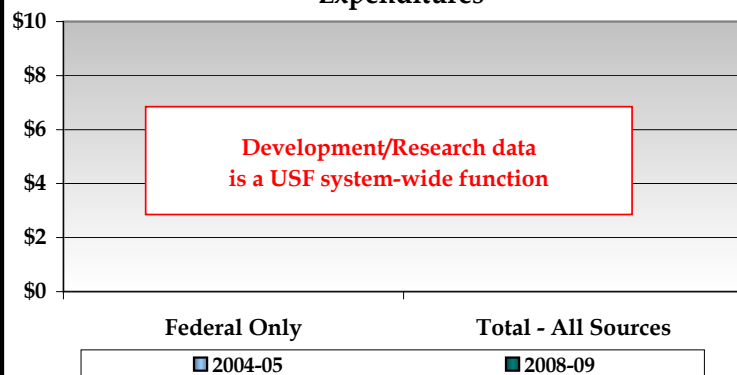 Expenditures
$10
$8
$6
$4
$2
$0
Development/Research data
is a USF system-wide function
Federal Only
Total - All Sources
2004-05
2008-09